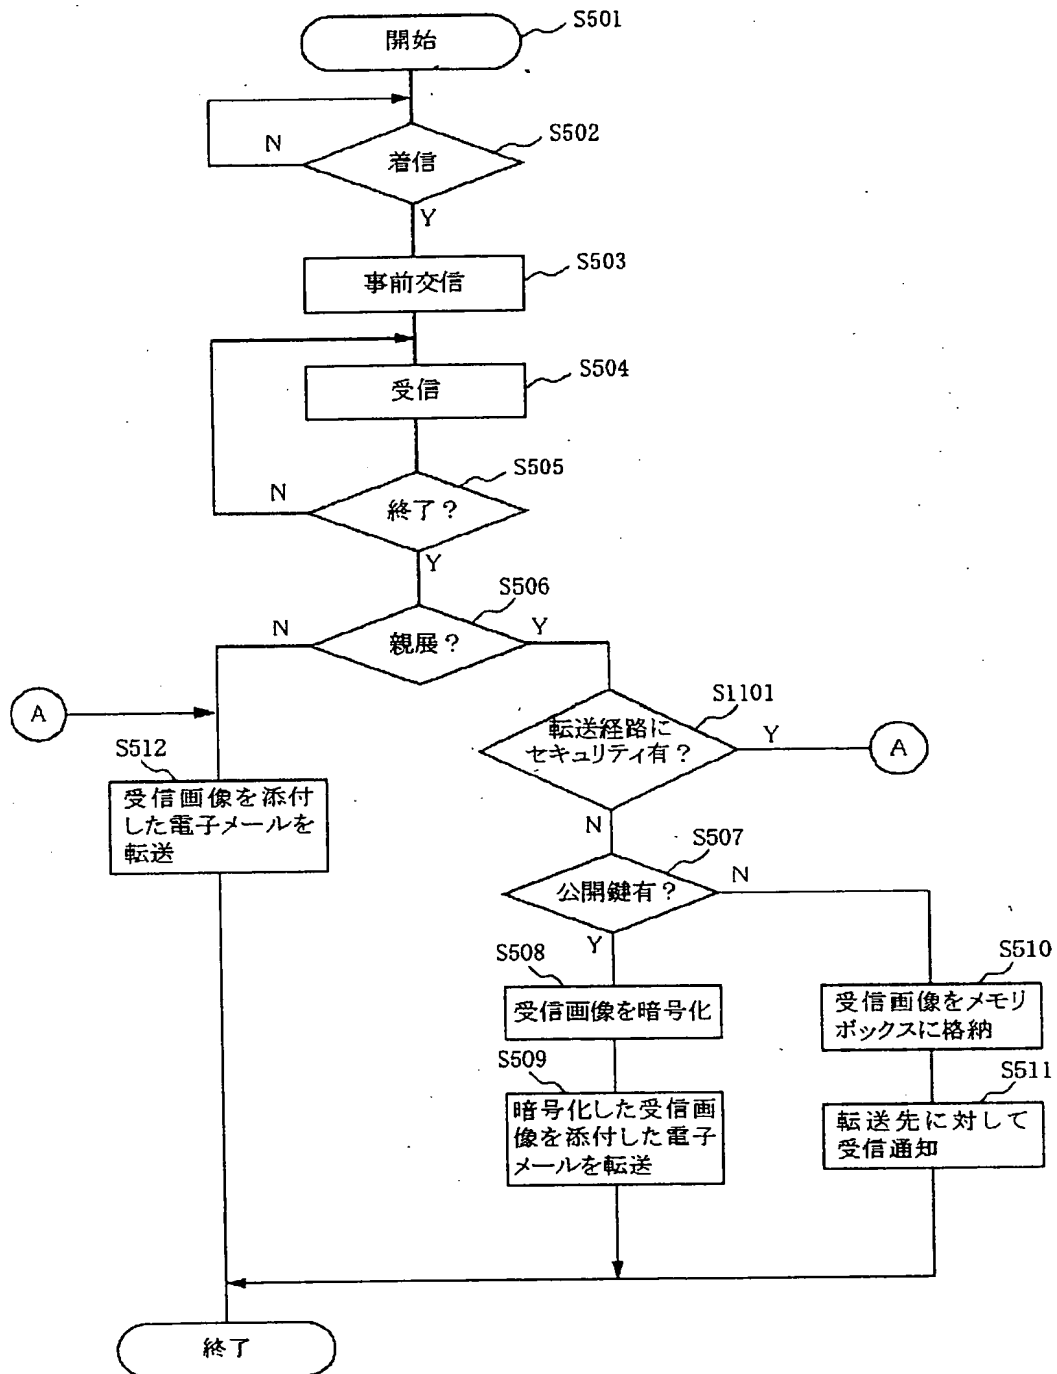 S501
開始
S502
着信
N
Y
S503
事前交信
S504
受信
S505
終了?
N
Y
S506
親展?
N
Y
S1101
転送経路に
セキュリティ有?
Y
A
A
N
S512
受信画像を添付
した電子メールを
転送
S507
公開鍵有?
N
Y
S508
受信画像を暗号化
S510
受信画像をメモリ
ボックスに格納
S509
暗号化した受信画
像を添付した電子
メールを転送
S511
転送先に対して
受信通知
終了